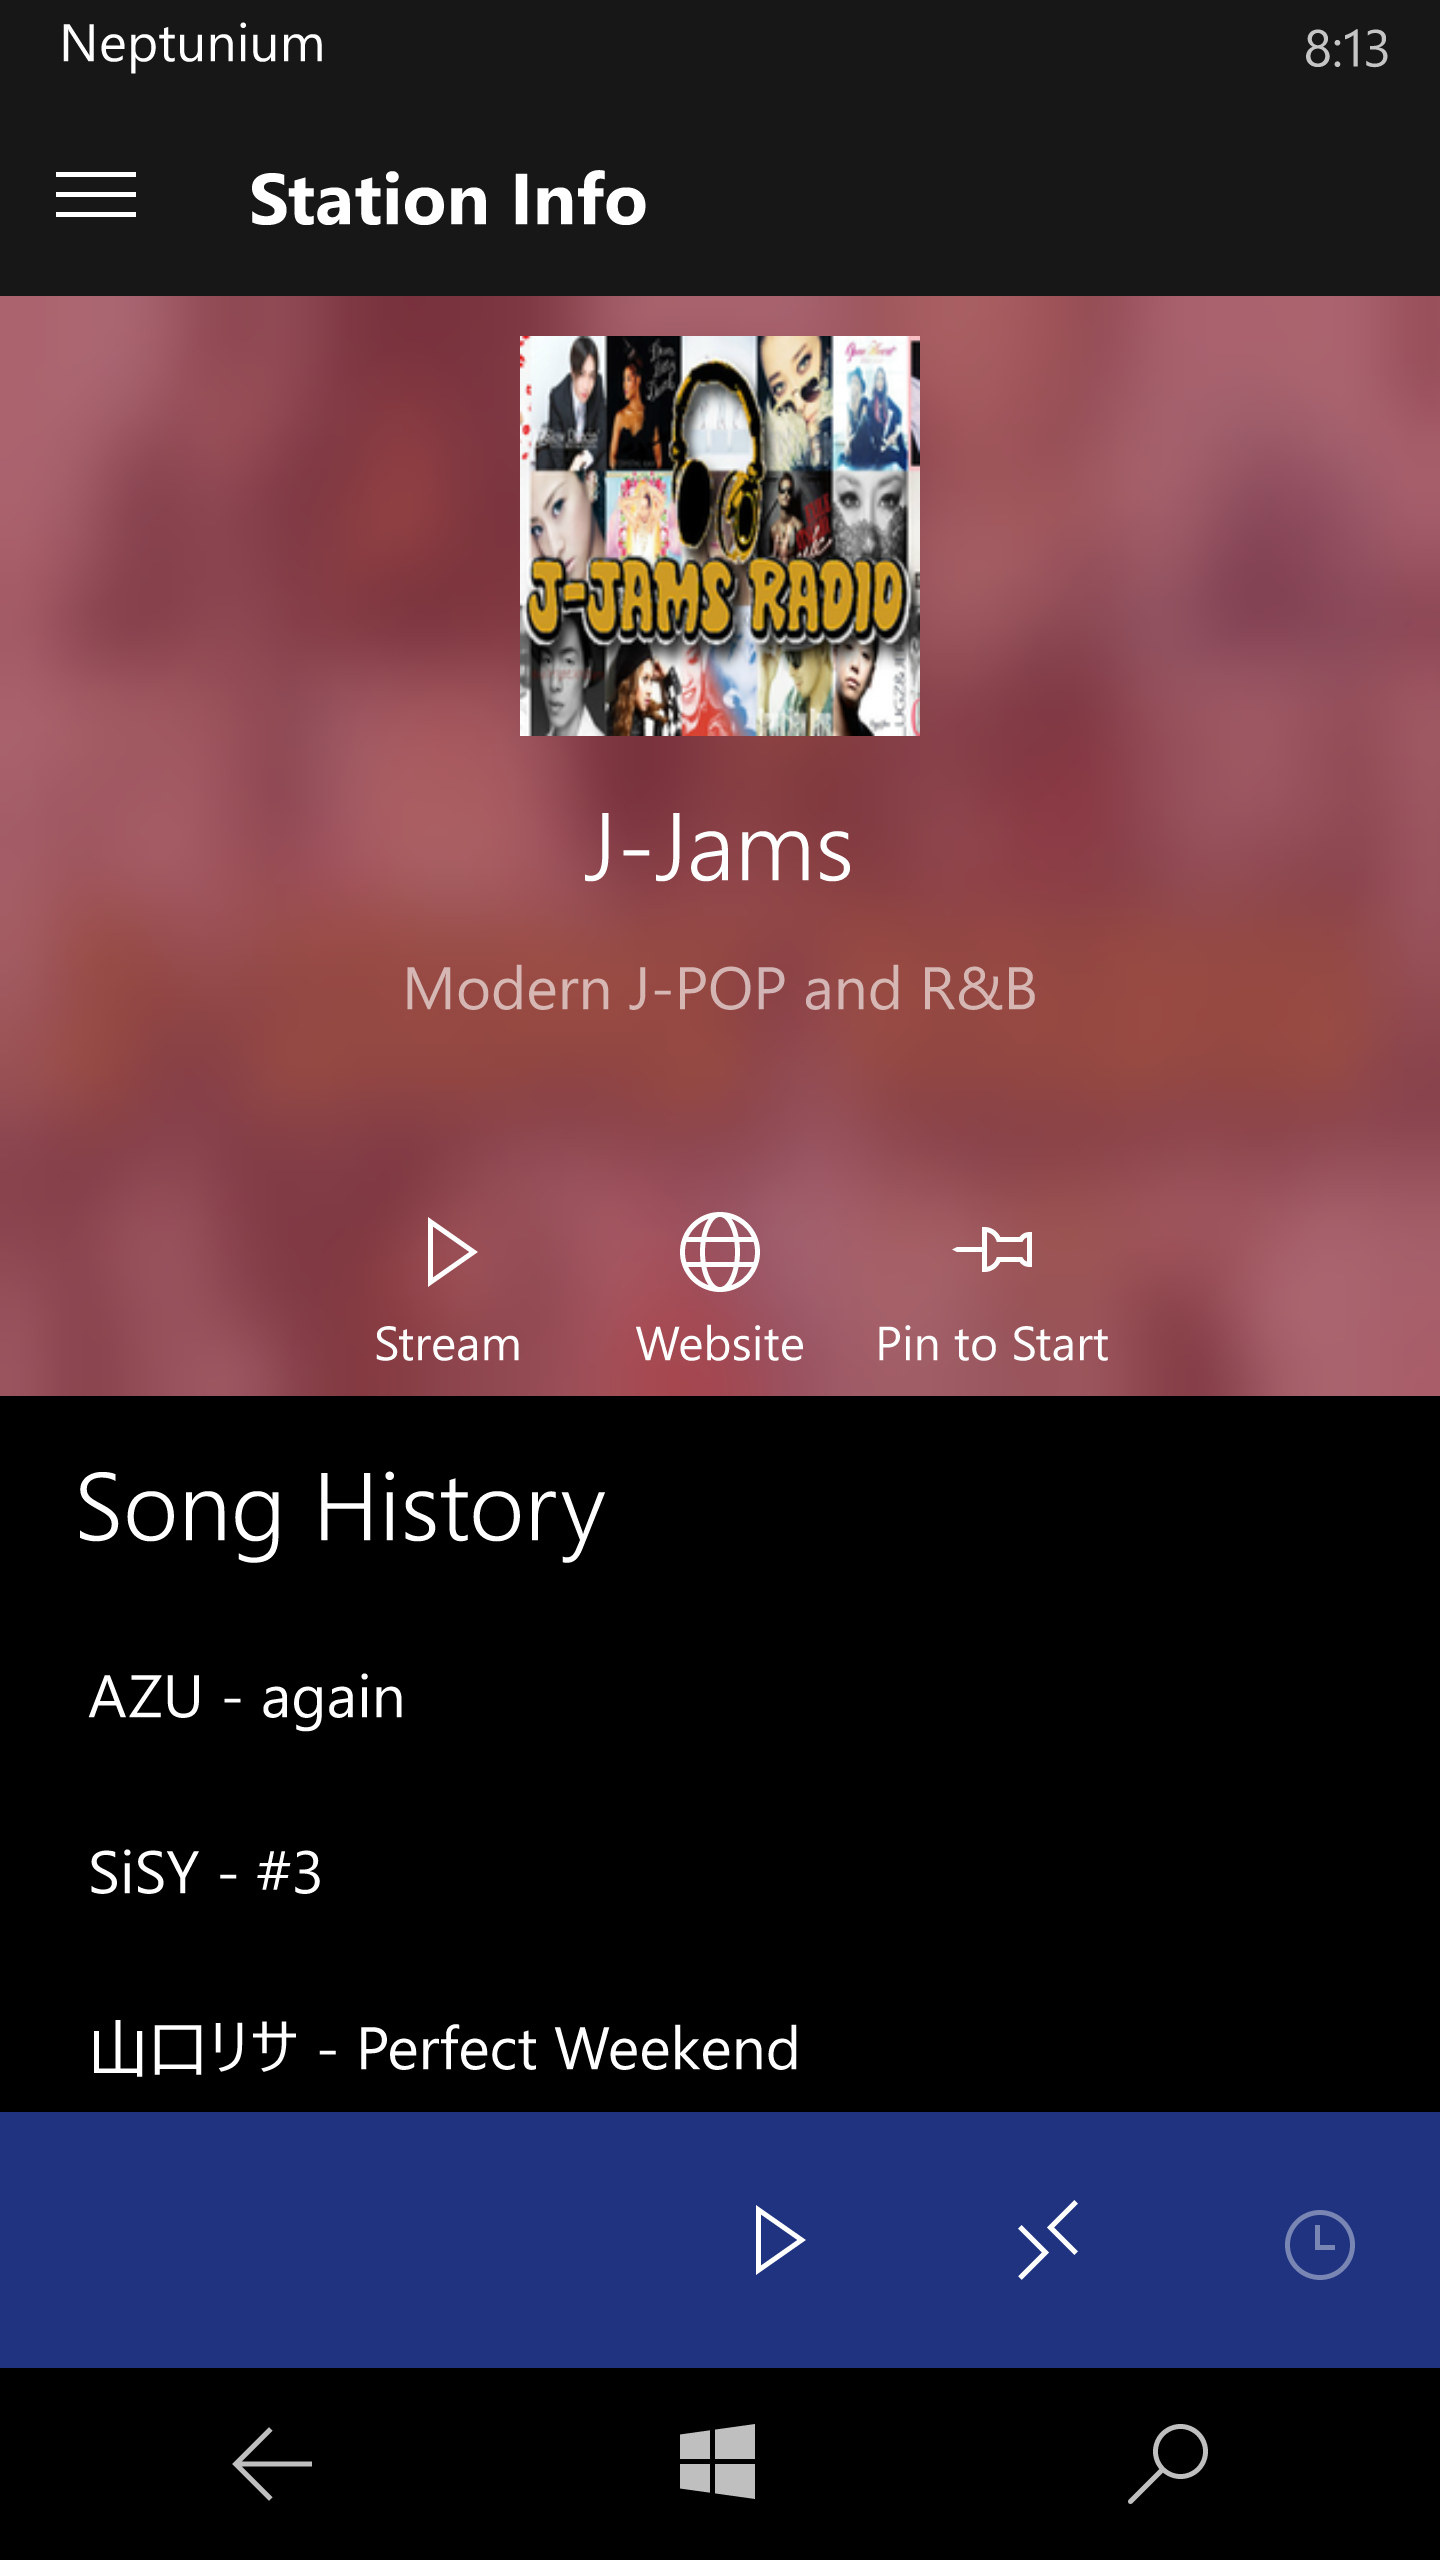 Neptunium
8:13
Station Info
J-JAMS RADIO
J-Jams
Modern J-POP and R&B
Stream
Website
Pin to Start
Song History
AZU - again
SiSY - #3
山口リサ - Perfect Weekend